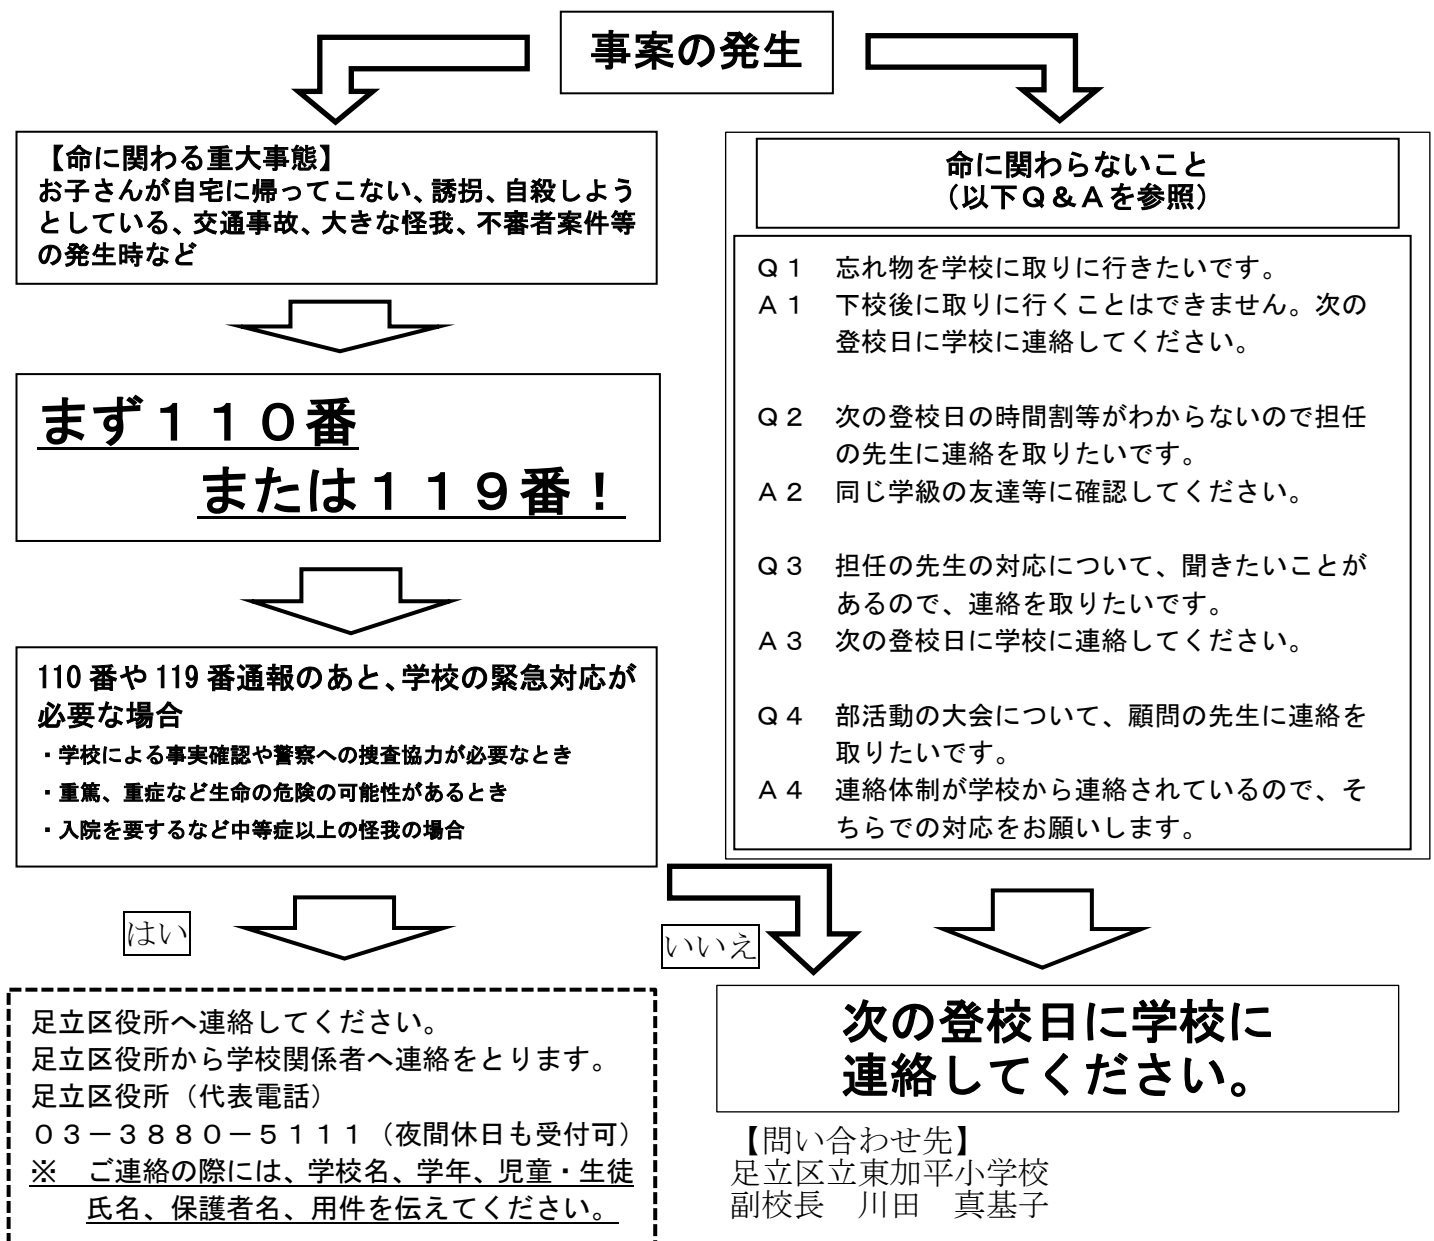 事案の発生
【命に関わる重大事態】
お子さんが自宅に帰ってこない、誘拐、自殺しよう
としている、交通事故、大きな怪我、不審者案件等
の発生時など
まず１１０番
または１１９番！
110番や119番通報のあと、学校の緊急対応が
必要な場合
・学校による事実確認や警察への捜査協力が必要なとき
・重篤、重症など生命の危険の可能性があるとき
・入院を要するなど中等症以上の怪我の場合
はい
いいえ
足立区役所へ連絡してください。
足立区役所から学校関係者へ連絡をとります。
足立区役所（代表電話）
０３－３８８０－５１１１（夜間休日も受付可）
※　ご連絡の際には、学校名、学年、児童・生徒
氏名、保護者名、用件を伝えてください。
命に関わらないこと
（以下Ｑ＆Ａを参照）
Ｑ１　忘れ物を学校に取りに行きたいです。
Ａ１　下校後に取りに行くことはできません。次の
登校日に学校に連絡してください。
Ｑ２　次の登校日の時間割等がわからないので担任
の先生に連絡を取りたいです。
Ａ２　同じ学級の友達等に確認してください。
Ｑ３　担任の先生の対応について、聞きたいことが
あるので、連絡を取りたいです。
Ａ３　次の登校日に学校に連絡してください。
Ｑ４　部活動の大会について、顧問の先生に連絡を
取りたいです。
Ａ４　連絡体制が学校から連絡されているので、そ
ちらでの対応をお願いします。
次の登校日に学校に
連絡してください。
【問い合わせ先】
足立区立東加平小学校
副校長　川田　真基子